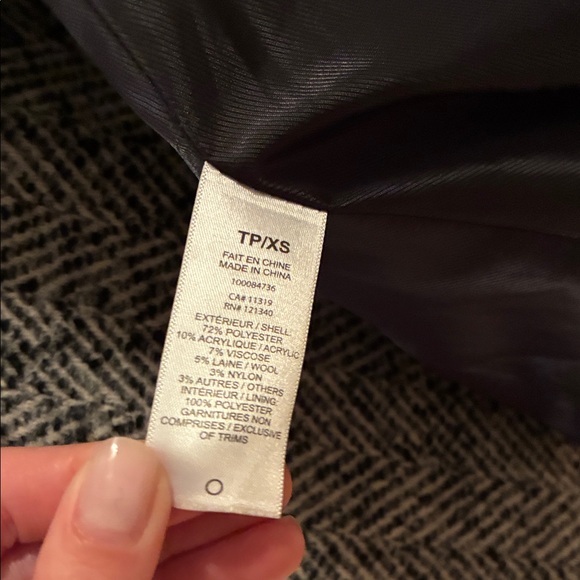 TP/XS
FAIT EN CHINE
MADE IN CHINA
100084736
CA# 11319
RN# 121340
EXTÉRIEUR / SHELL:
72% POLYESTER
10% ACRYLIQUE / ACRYLIC
7% VISCOSE
5% LAINE / WOOL
3% NYLON
3% AUTRES / OTHERS
INTÉRIEUR / LINING:
100% POLYESTER
GARNITURES NON
COMPRISES / EXCLUSIVE
OF TRIMS